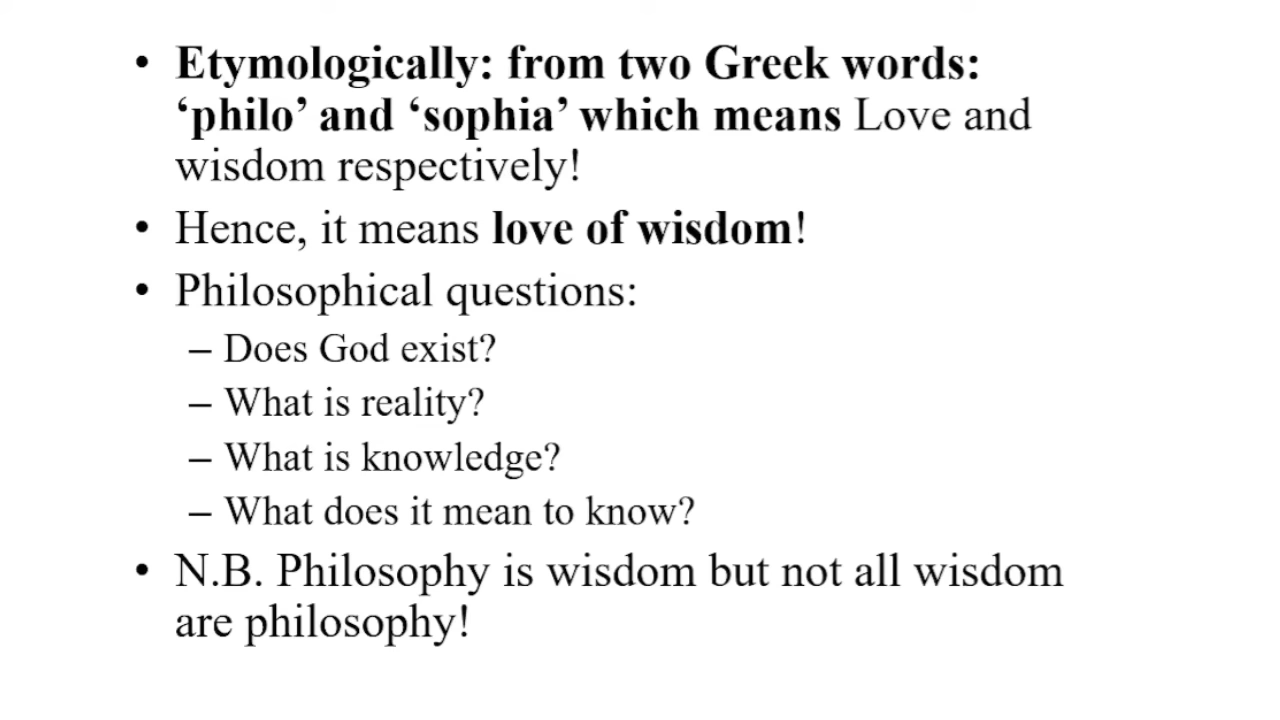 • Etymologically: from two Greek words:
‘philo’ and ‘sophia’ which means Love and
wisdom respectively!
• Hence, it means love of wisdom!
• Philosophical questions:
– Does God exist?
– What is reality?
– What is knowledge?
– What does it mean to know?
• N.B. Philosophy is wisdom but not all wisdom
are philosophy!